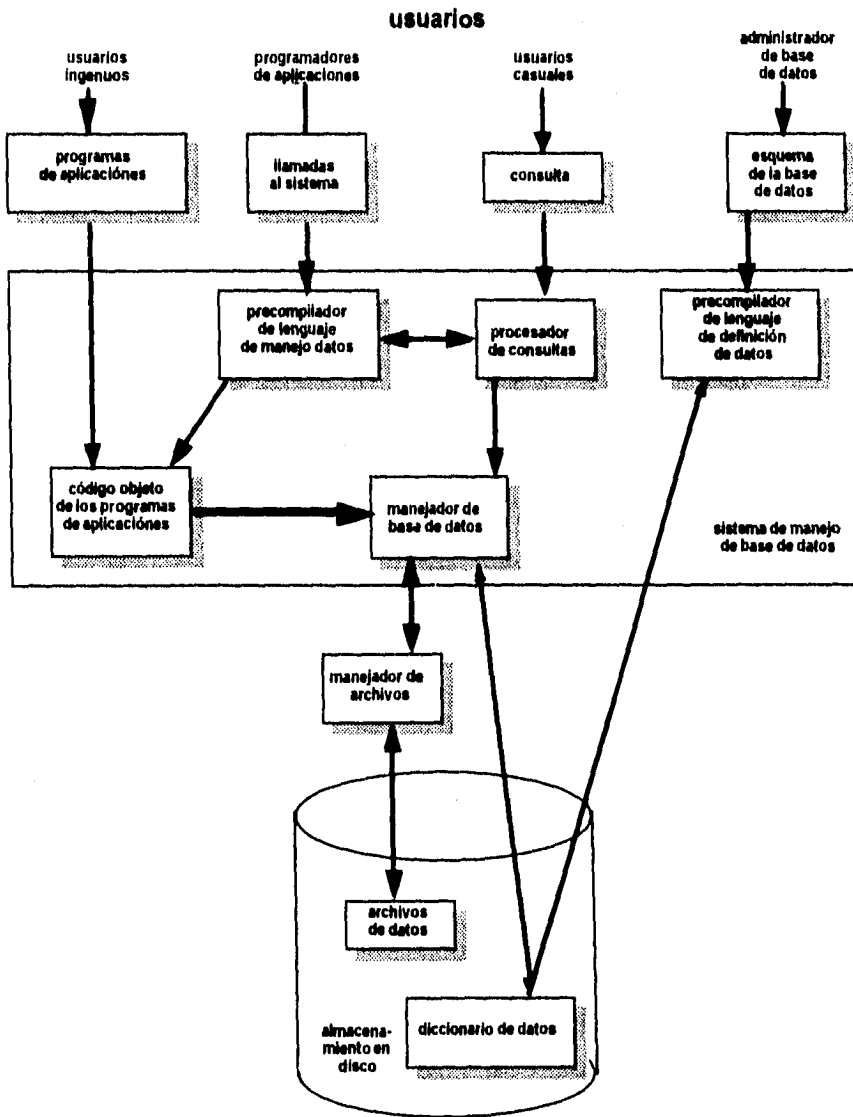 usuarios
usuarios
ingenuos
programadores
de aplicaciones
usuarios
casuales
administrador
de base
de datos
programas
de aplicaciónes
llamadas
al sistema
consulta
esquema
de la base
de datos
precompilador
de lenguaje
de manejo datos
procesador
de consultas
precompilador
de lenguaje
de definición
de datos
código objeto
de los programas
de aplicaciónes
manejador de
base de datos
sistema de manejo
de base de datos
manejador de
archivos
archivos
de datos
almacena-
miento en
disco
diccionario de datos